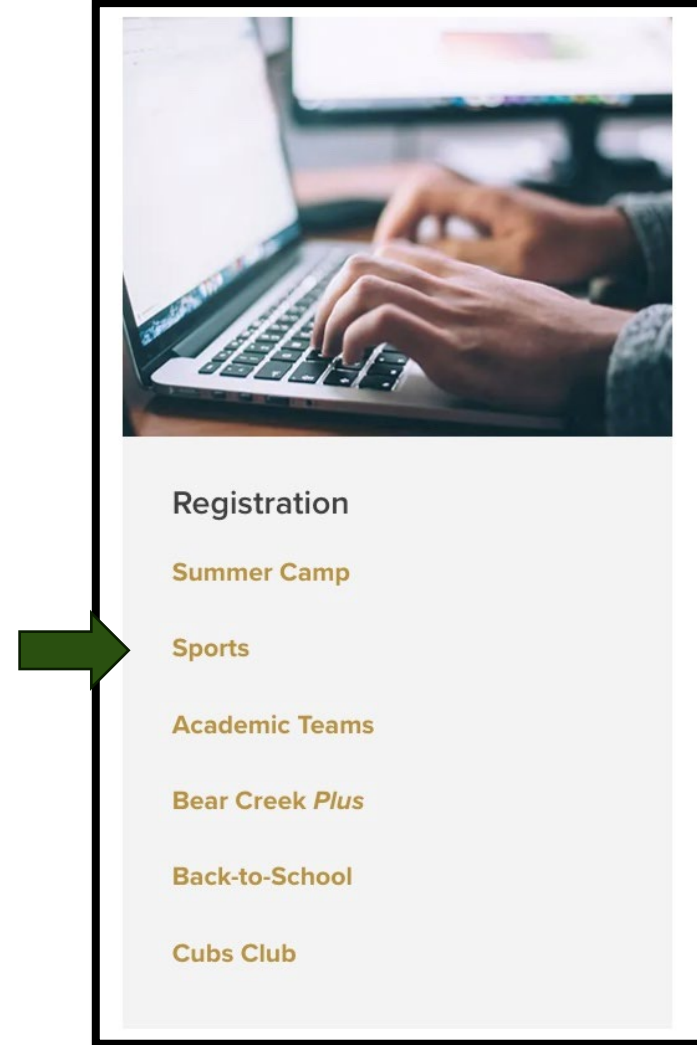 Registration
Summer Camp
Sports
Academic Teams
Bear Creek Plus
Back-to-School
Cubs Club